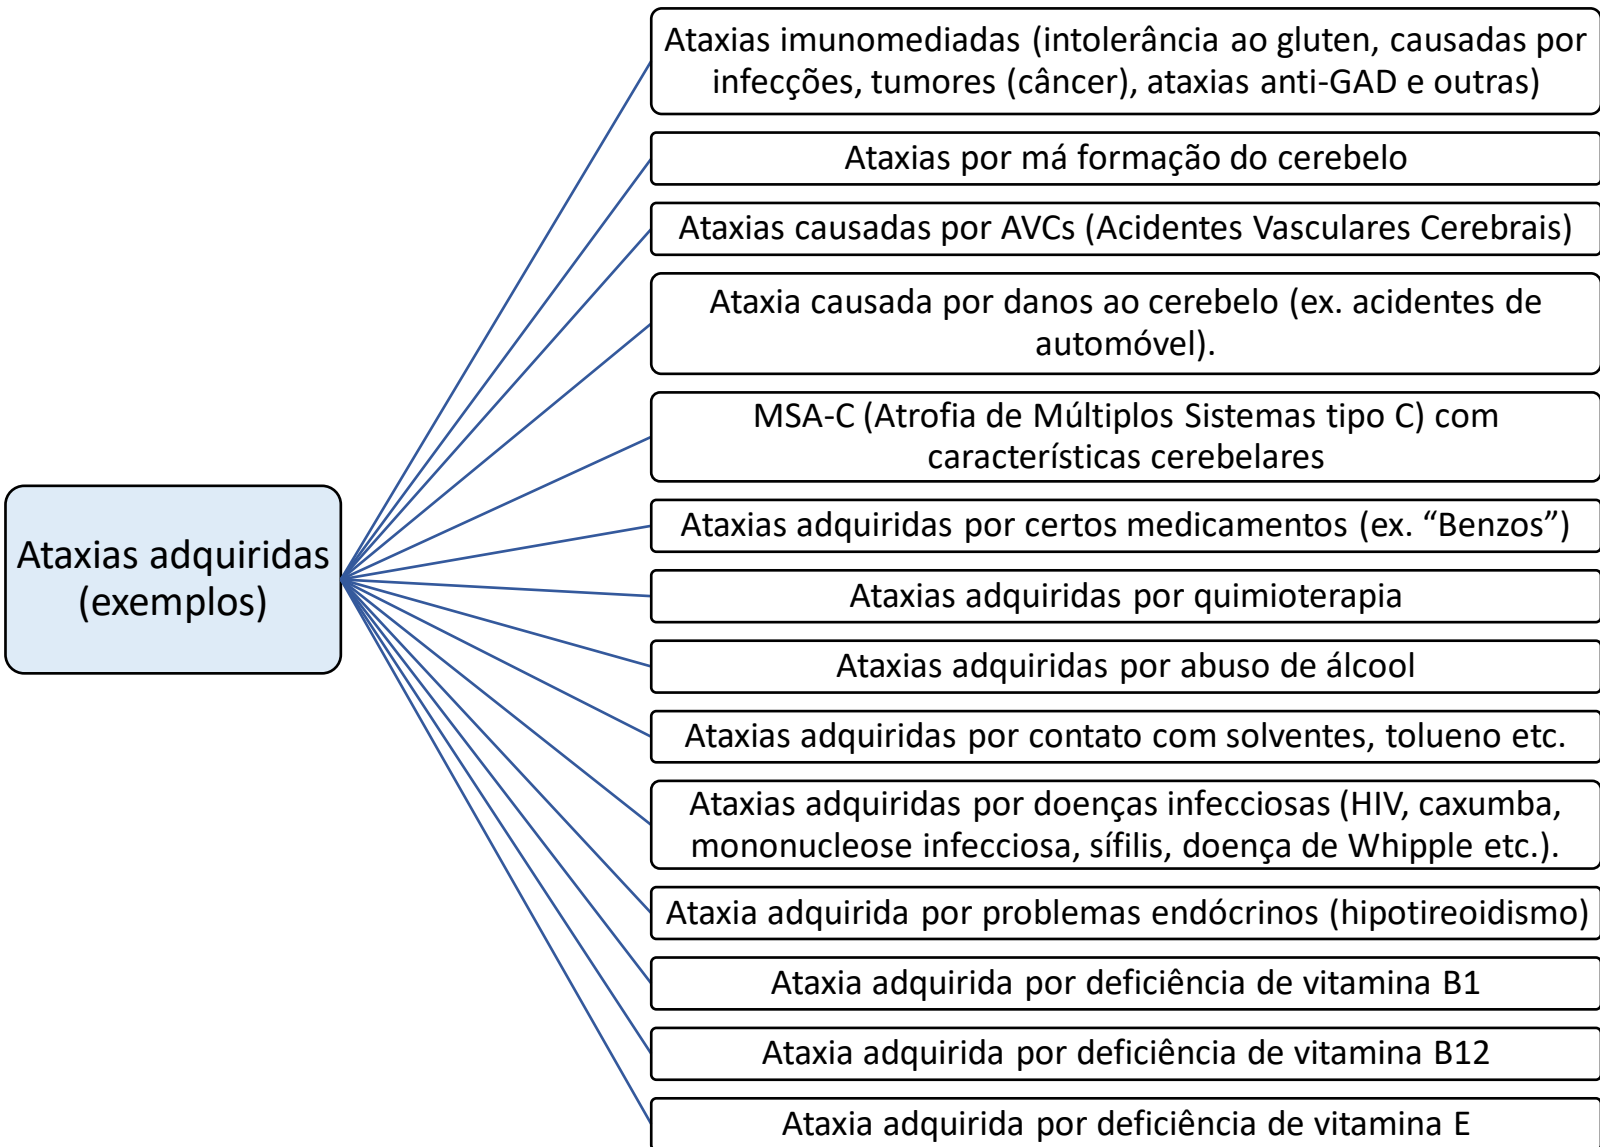 Ataxias adquiridas
(exemplos)
Ataxias imunomediadas (intolerância ao gluten, causadas por
infecções, tumores (câncer), ataxias anti-GAD e outras)
Ataxias por má formação do cerebelo
Ataxias causadas por AVCs (Acidentes Vasculares Cerebrais)
Ataxia causada por danos ao cerebelo (ex. acidentes de
automóvel).
MSA-C (Atrofia de Múltiplos Sistemas tipo C) com
características cerebelares
Ataxias adquiridas por certos medicamentos (ex. “Benzos”)
Ataxias adquiridas por quimioterapia
Ataxias adquiridas por abuso de álcool
Ataxias adquiridas por contato com solventes, tolueno etc.
Ataxias adquiridas por doenças infecciosas (HIV, caxumba,
mononucleose infecciosa, sífilis, doença de Whipple etc.).
Ataxia adquirida por problemas endócrinos (hipotireoidismo)
Ataxia adquirida por deficiência de vitamina B1
Ataxia adquirida por deficiência de vitamina B12
Ataxia adquirida por deficiência de vitamina E